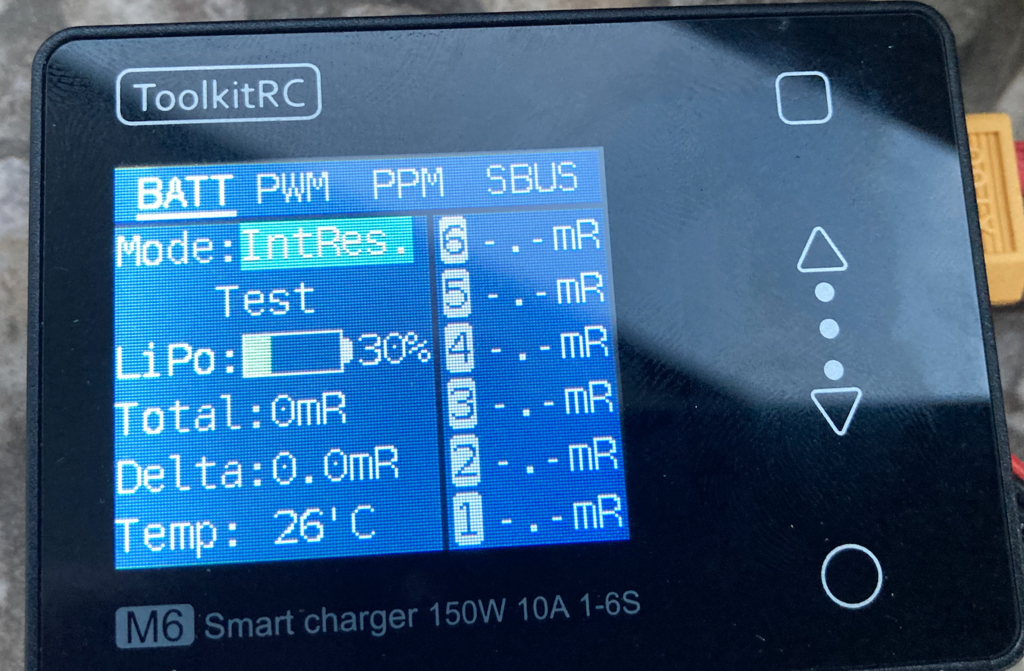 ToolkitRC
BATT PWM PPM SBUS
Mode:IntRes.
Test
LiPo: 30%
Total:0mR
Delta:0.0mR
Temp: 26'C
6 -.-mR
5 -.-mR
4 -.-mR
3 -.-mR
2 -.-mR
1 -.-mR
M6 Smart charger 150W 10A 1-6S